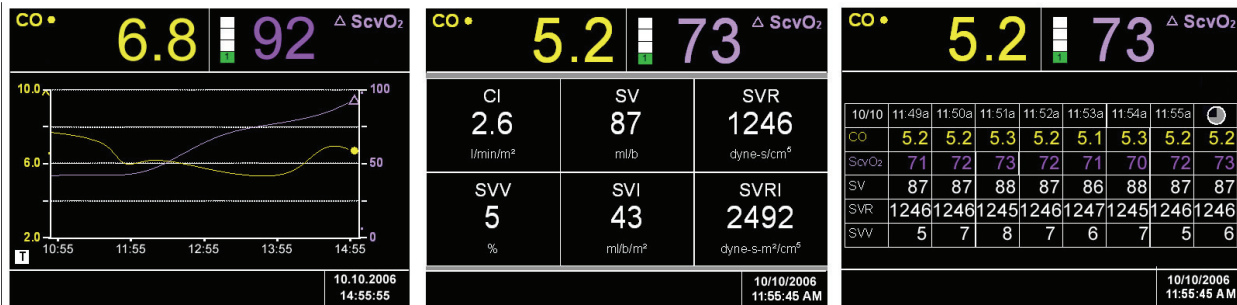 CO 6.8 1 92 △ ScvO₂
10.0 100
6.0 50
2.0 0
10:55 11:55 12:55 13:55 14:55
T
10.10.2006
14:55:55
CO 5.2 1 73 △ ScvO₂
CI SV SVR
2.6 87 1246
l/min/m² ml/b dyne-s/cm⁵
SVV SVI SVRI
5 43 2492
% ml/b/m² dyne-s-m²/cm⁵
10/10/2006
11:55:45 AM
CO 5.2 1 73 △ ScvO₂
10/10 11:49a 11:50a 11:51a 11:52a 11:53a 11:54a 11:55a
CO 5.2 5.2 5.3 5.2 5.1 5.3 5.2 5.2
ScvO₂ 71 72 73 72 71 70 72 73
SV 87 87 88 87 86 88 87 87
SVR 1246 1246 1245 1246 1247 1245 1246 1246
SVV 5 7 8 7 6 7 5 6
10/10/2006
11:55:45 AM